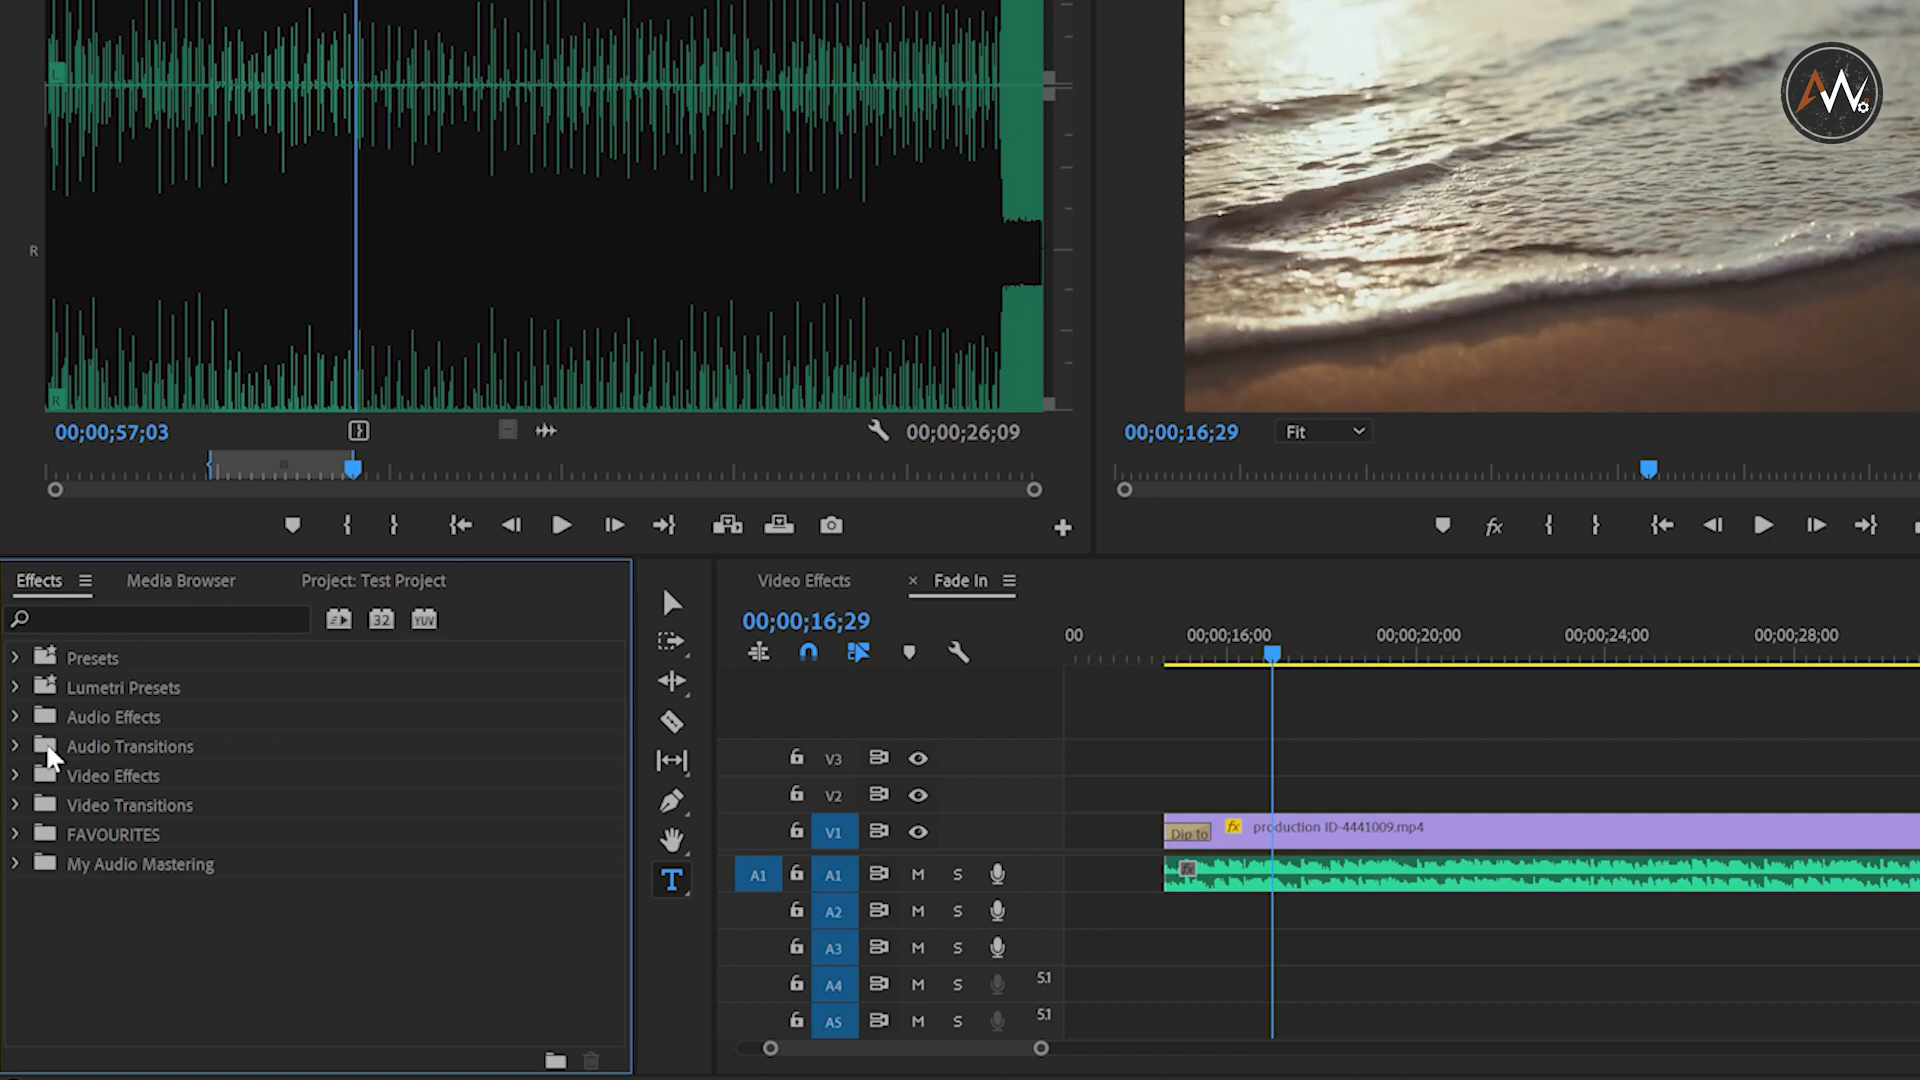 AW
L
R
R
00;00;57;03
00;00;26;09
00;00;16;29
Fit
Effects
Media Browser
Project: Test Project
32
YUV
Presets
Lumetri Presets
Audio Effects
Audio Transitions
Video Effects
Video Transitions
FAVOURITES
My Audio Mastering
T
Video Effects
× Fade In
00;00;16;29
00
00;00;16;00
00;00;20;00
00;00;24;00
00;00;28;00
V3
V2
V1
Dip to
fx production ID-4441009.mp4
A1 A1 M S
fx
A2 M S
A3 M S
A4 M S 5.1
A5 M S 5.1
fx